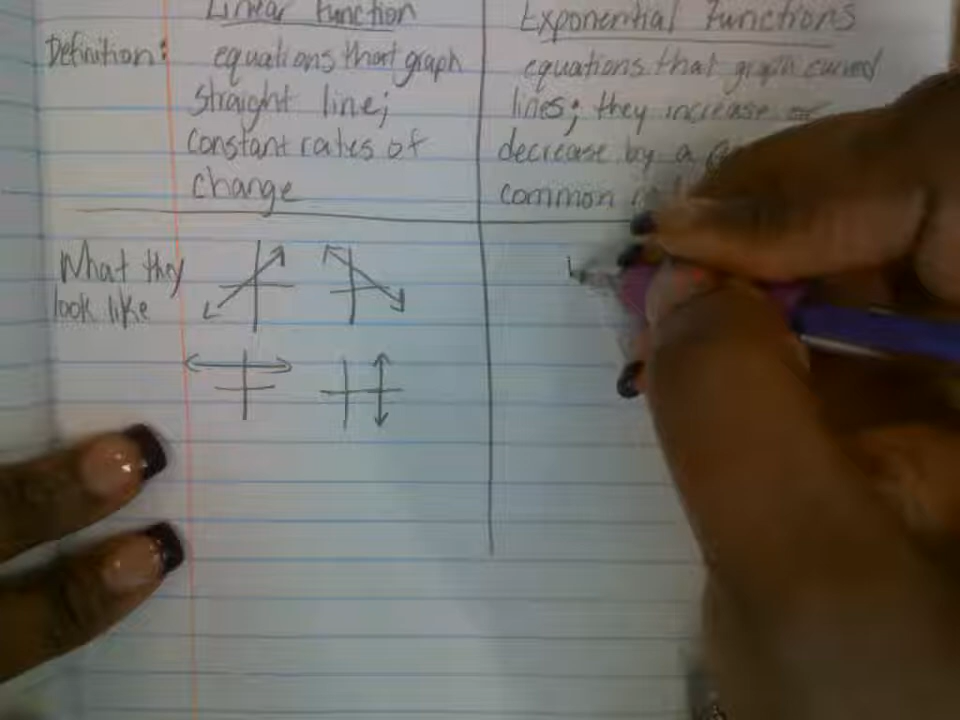 Linear Function
Exponential Functions
Definition:
equations that graph
straight line;
constant rates of
change
equations that graph curved
lines; they increase or
decrease by a
common
What they
look like